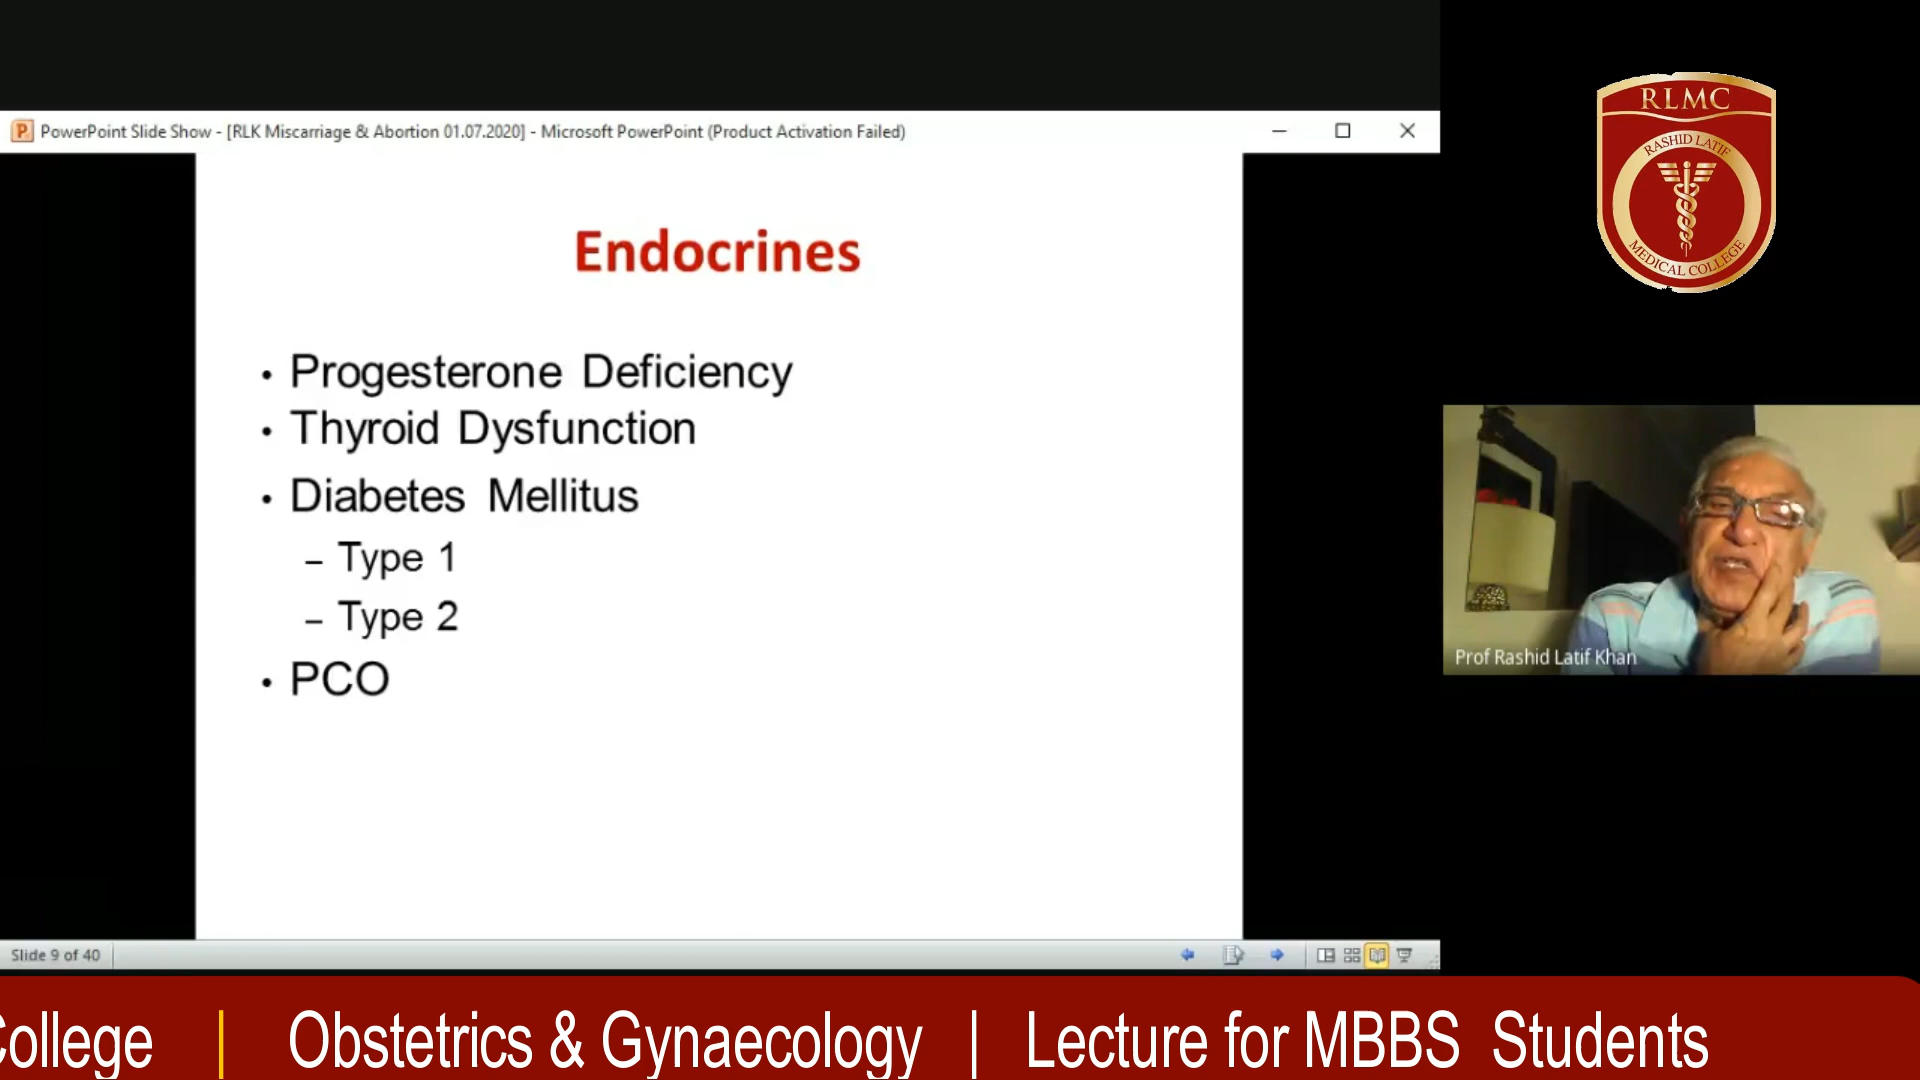 PowerPoint Slide Show - [RLK Miscarriage & Abortion 01.07.2020] - Microsoft PowerPoint (Product Activation Failed)
Endocrines
• Progesterone Deficiency
• Thyroid Dysfunction
• Diabetes Mellitus
– Type 1
– Type 2
• PCO
Slide 9 of 40
RLMC
RASHID LATIF
MEDICAL COLLEGE
Prof Rashid Latif Khan
College | Obstetrics & Gynaecology | Lecture for MBBS Students